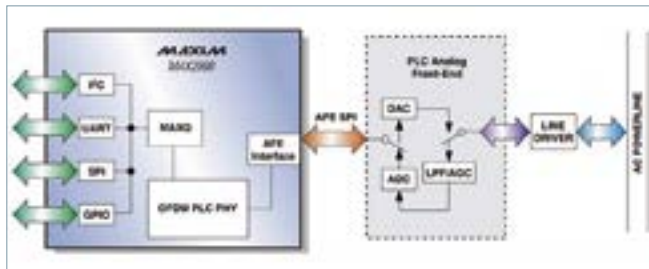 MAXIM
I²C
UART
SPI
GPIO
MAXQ
OFDM PLC PHY
AFE
Interface
AFE SPI
PLC Analog
Front-End
DAC
ADC
LPF/AGC
LINE
DRIVER
AC POWERLINE